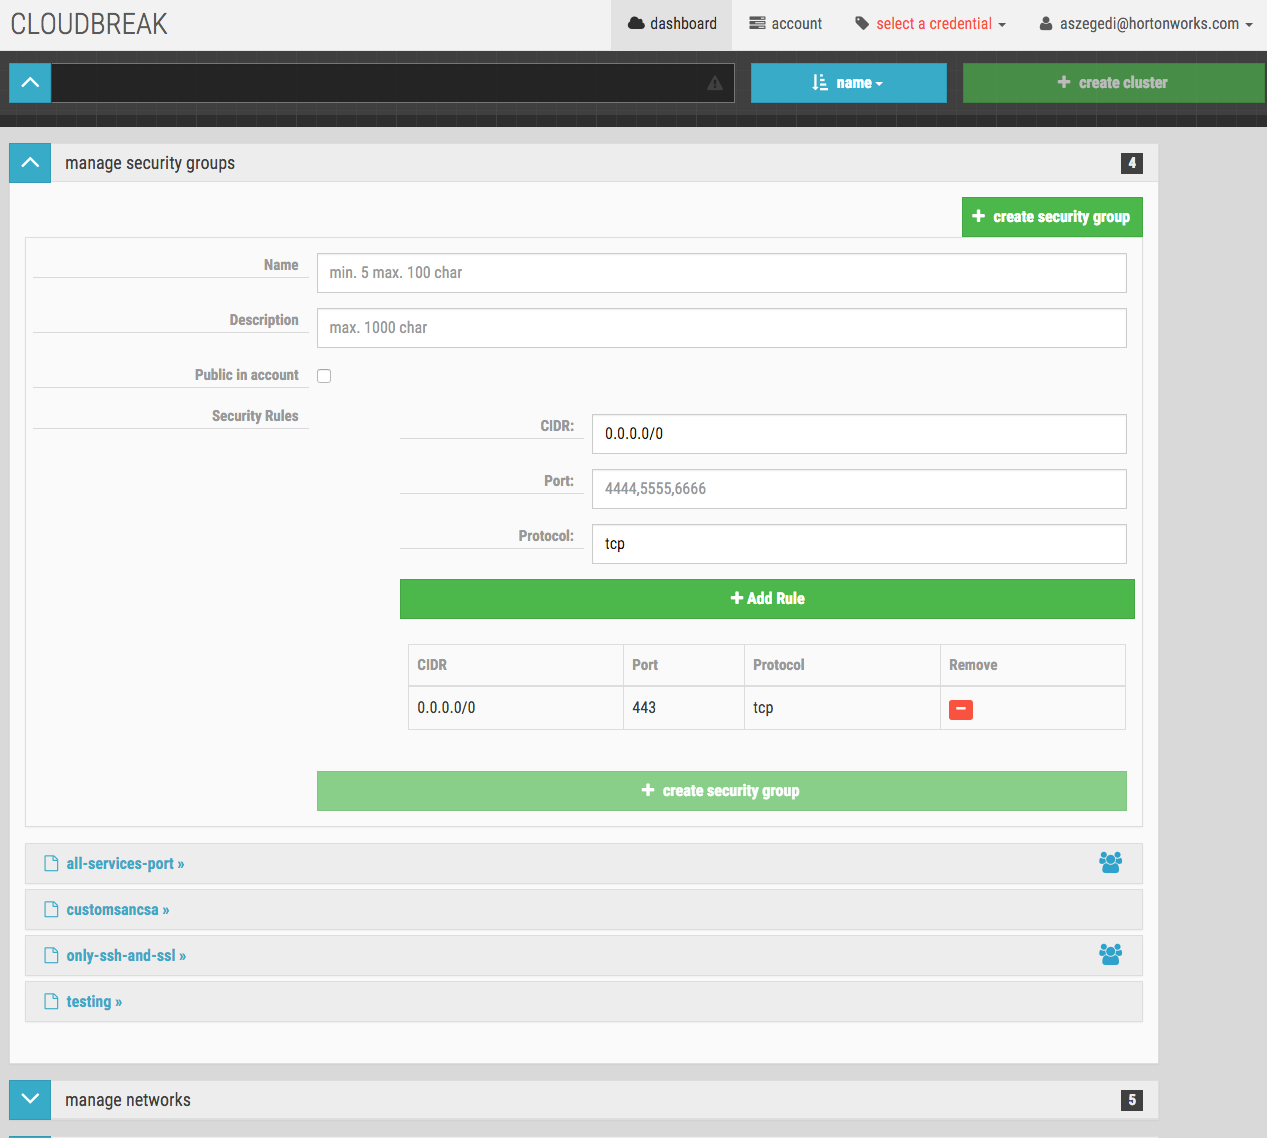 CLOUDBREAK
dashboard
account
select a credential
aszegedi@hortonworks.com
name
create cluster
manage security groups
4
create security group
Name
min. 5 max. 100 char
Description
max. 1000 char
Public in account
Security Rules
CIDR:
0.0.0.0/0
Port:
4444,5555,6666
Protocol:
tcp
Add Rule
CIDR Port Protocol Remove
0.0.0.0/0 443 tcp
create security group
all-services-port »
customsancsa »
only-ssh-and-ssl »
testing »
manage networks
5